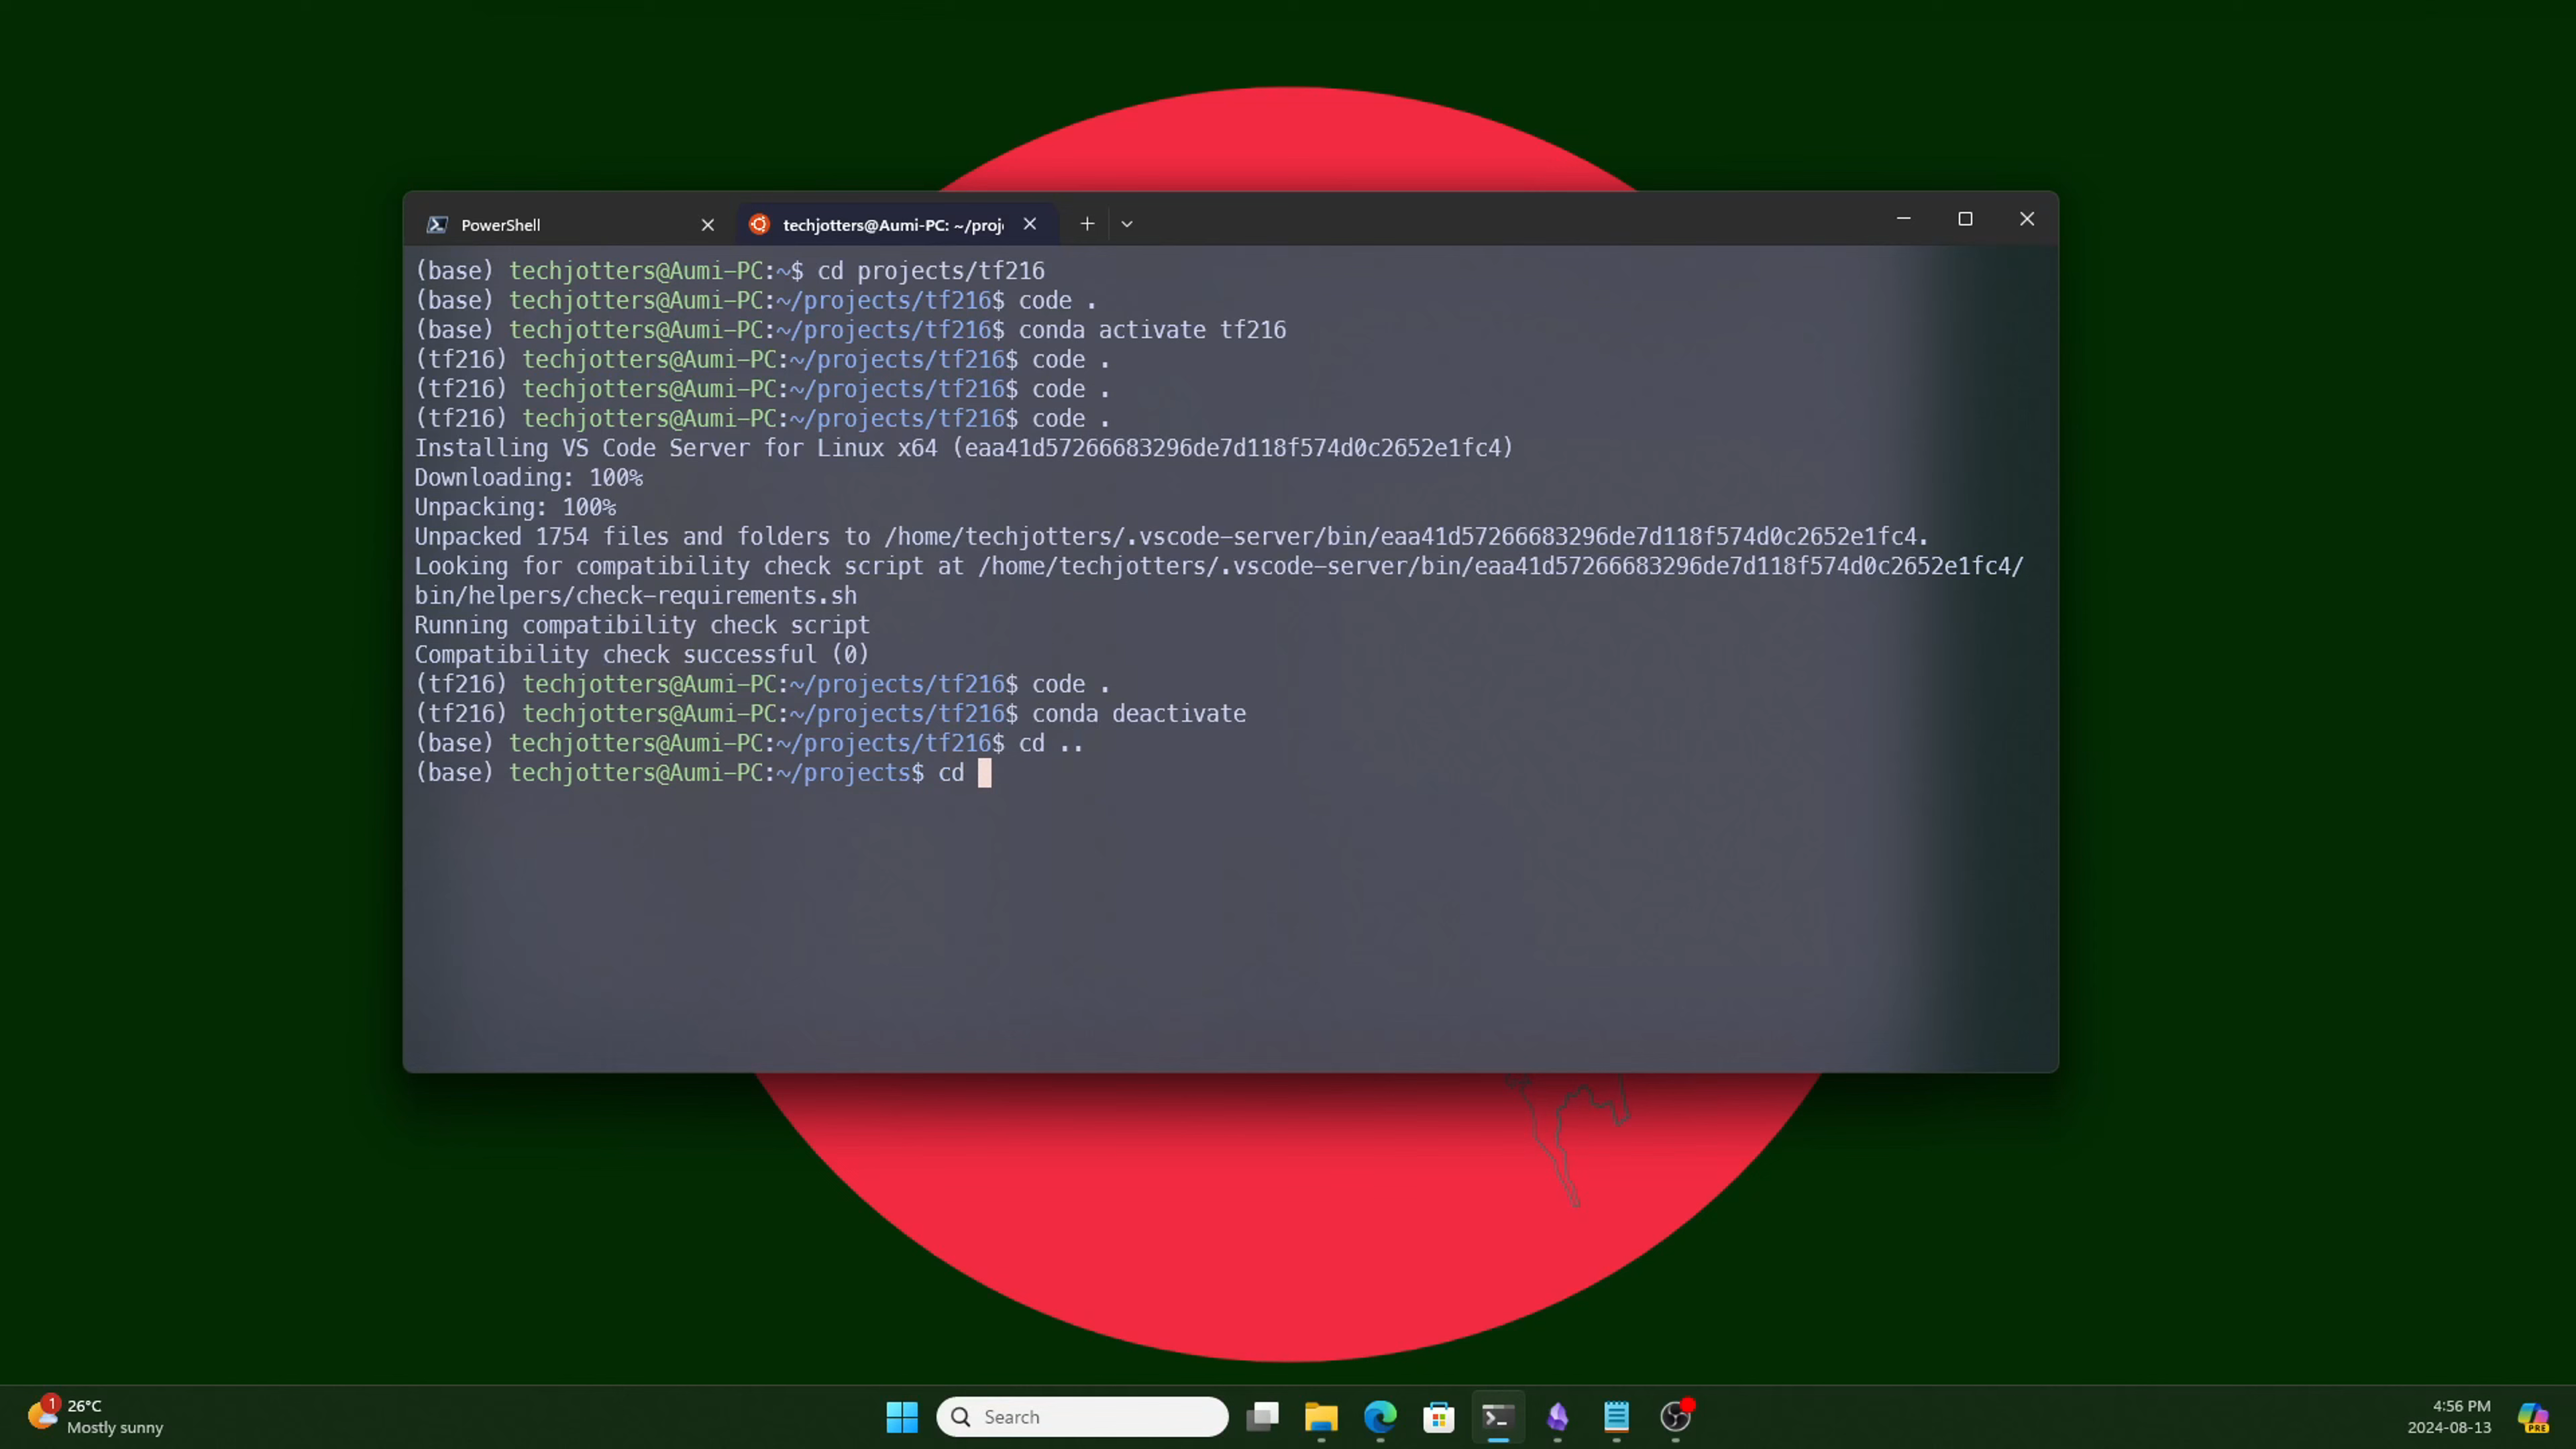 PowerShell
techjotters@Aumi-PC: ~/proj
(base) techjotters@Aumi-PC:~$ cd projects/tf216
(base) techjotters@Aumi-PC:~/projects/tf216$ code .
(base) techjotters@Aumi-PC:~/projects/tf216$ conda activate tf216
(tf216) techjotters@Aumi-PC:~/projects/tf216$ code .
(tf216) techjotters@Aumi-PC:~/projects/tf216$ code .
(tf216) techjotters@Aumi-PC:~/projects/tf216$ code .
Installing VS Code Server for Linux x64 (eaa41d57266683296de7d118f574d0c2652e1fc4)
Downloading: 100%
Unpacking: 100%
Unpacked 1754 files and folders to /home/techjotters/.vscode-server/bin/eaa41d57266683296de7d118f574d0c2652e1fc4.
Looking for compatibility check script at /home/techjotters/.vscode-server/bin/eaa41d57266683296de7d118f574d0c2652e1fc4/
bin/helpers/check-requirements.sh
Running compatibility check script
Compatibility check successful (0)
(tf216) techjotters@Aumi-PC:~/projects/tf216$ code .
(tf216) techjotters@Aumi-PC:~/projects/tf216$ conda deactivate
(base) techjotters@Aumi-PC:~/projects/tf216$ cd ..
(base) techjotters@Aumi-PC:~/projects$ cd
1
26°C
Mostly sunny
Search
4:56 PM
2024-08-13
PRE